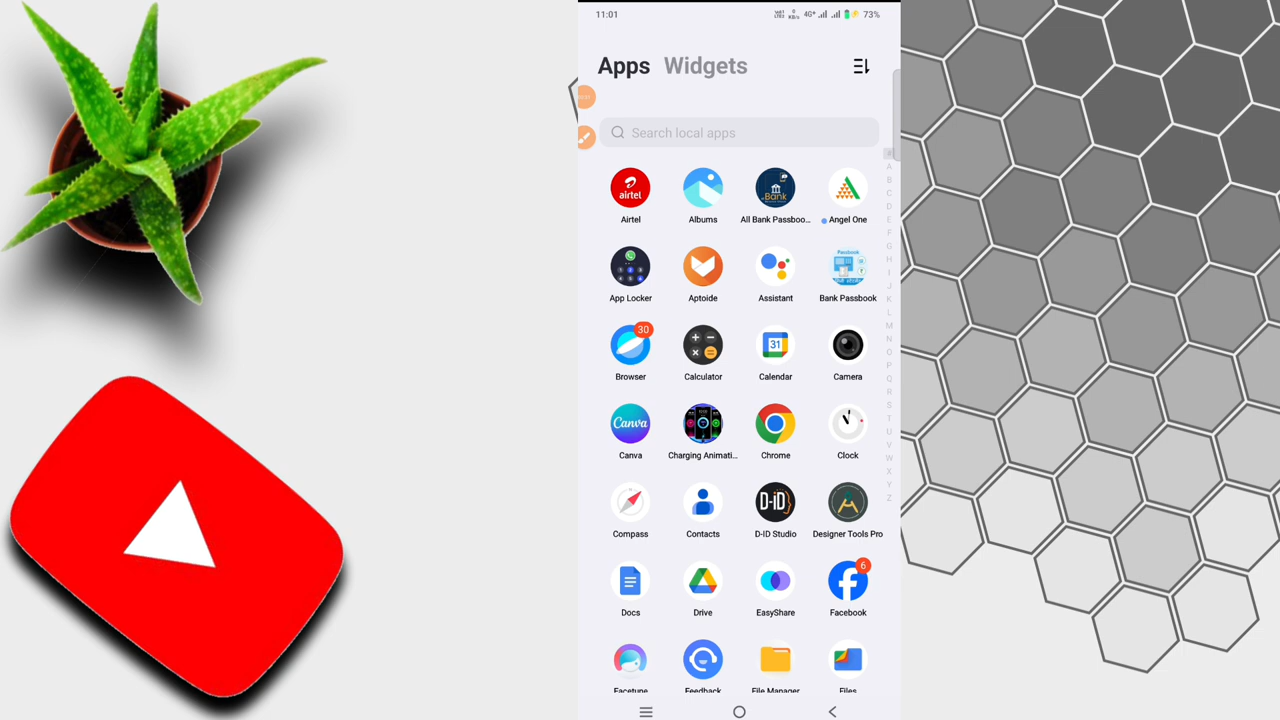 11:01
4G+
73%
Apps Widgets
Search local apps
airtel
Bank
Airtel
Albums
All Bank Passboo...
Angel One
Passbook
App Locker
Aptoide
Assistant
Bank Passbook
30
31
Browser
Calculator
Calendar
Camera
Canva
Canva
Charging Animati...
Chrome
Clock
D-iD
Compass
Contacts
D-ID Studio
Designer Tools Pro
6
Docs
Drive
EasyShare
Facebook
Facetune
Feedback
File Manager
Files
#
A
B
C
D
E
F
G
H
I
J
K
L
M
N
O
P
Q
R
S
T
U
V
W
X
Y
Z